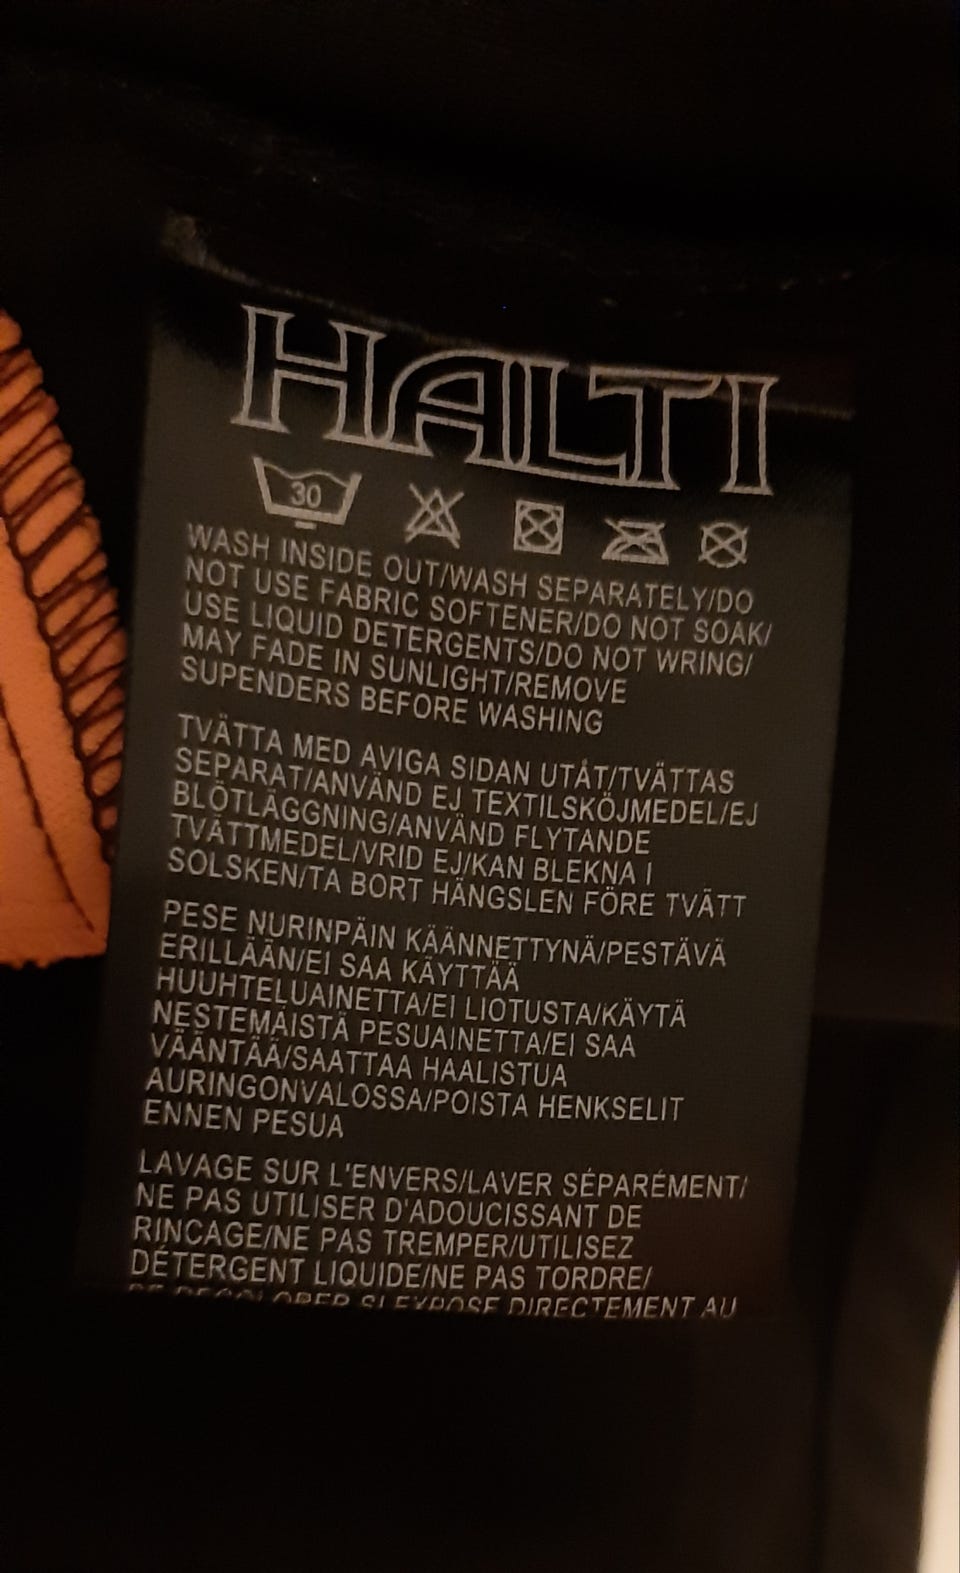 HALTI
30
WASH INSIDE OUT/WASH SEPARATELY/DO
NOT USE FABRIC SOFTENER/DO NOT SOAK/
USE LIQUID DETERGENTS/DO NOT WRING/
MAY FADE IN SUNLIGHT/REMOVE
SUPENDERS BEFORE WASHING
TVÄTTA MED AVIGA SIDAN UTÅT/TVÄTTAS
SEPARAT/ANVÄND EJ TEXTILSKÖJMEDEL/EJ
BLÖTLÄGGNING/ANVÄND FLYTANDE
TVÄTTMEDEL/VRID EJ/KAN BLEKNA I
SOLSKEN/TA BORT HÄNGSLEN FÖRE TVÄTT
PESE NURINPÄIN KÄÄNNETTYNÄ/PESTÄVÄ
ERILLÄÄN/EI SAA KÄYTTÄÄ
HUUHTELUAINETTA/EI LIOTUSTA/KÄYTÄ
NESTEMÄISTÄ PESUAINETTA/EI SAA
VÄÄNTÄÄ/SAATTAA HAALISTUA
AURINGONVALOSSA/POISTA HENKSELIT
ENNEN PESUA
LAVAGE SUR L'ENVERS/LAVER SÉPARÉMENT/
NE PAS UTILISER D'ADOUCISSANT DE
RINCAGE/NE PAS TREMPER/UTILISEZ
DÉTERGENT LIQUIDE/NE PAS TORDRE/
SI EXPOSE DIRECTEMENT AU